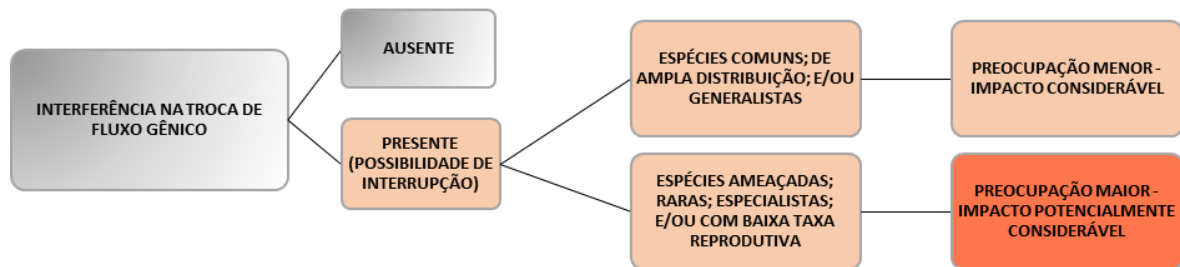 INTERFERÊNCIA NA TROCA DE
FLUXO GÊNICO
AUSENTE
PRESENTE
(POSSIBILIDADE DE
INTERRUPÇÃO)
ESPÉCIES COMUNS; DE
AMPLA DISTRIBUIÇÃO; E/OU
GENERALISTAS
PREOCUPAÇÃO MENOR -
IMPACTO CONSIDERÁVEL
ESPÉCIES AMEAÇADAS;
RARAS; ESPECIALISTAS;
E/OU COM BAIXA TAXA
REPRODUTIVA
PREOCUPAÇÃO MAIOR -
IMPACTO POTENCIALMENTE
CONSIDERÁVEL